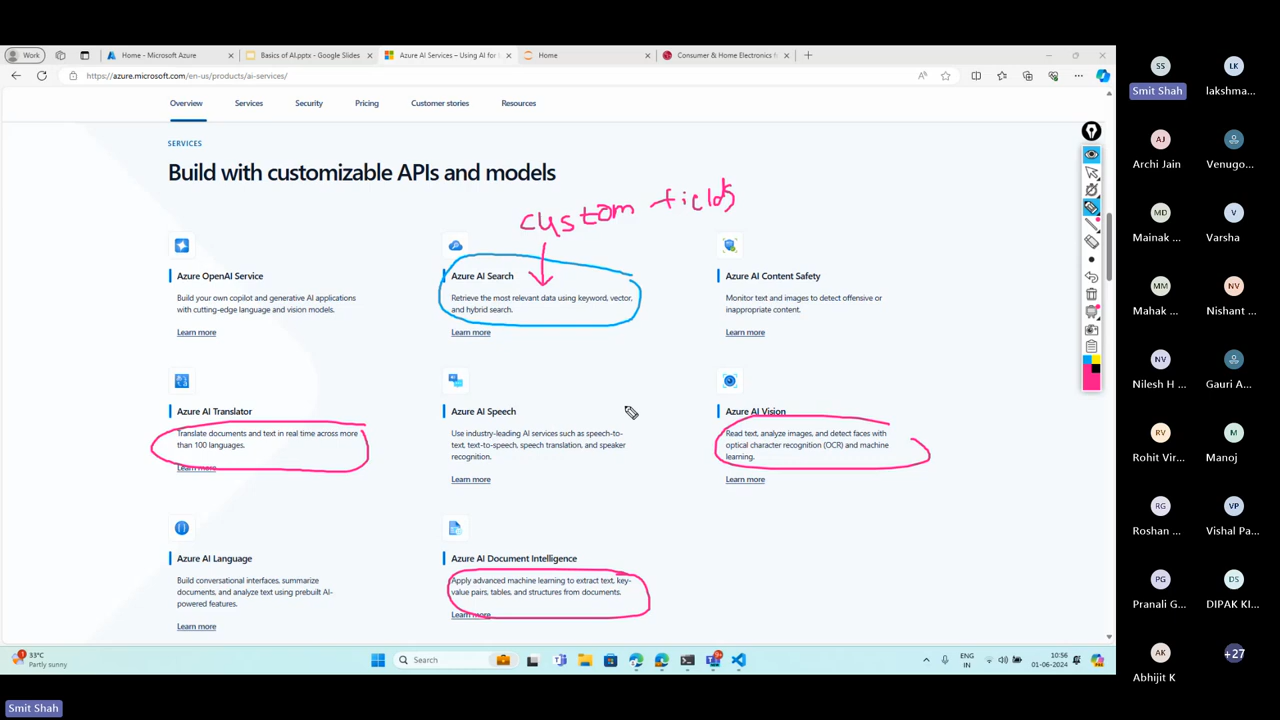 Work
Home - Microsoft Azure
Basics of AI.pptx - Google Slides
Azure AI Services – Using AI for
Home
Consumer & Home Electronics f
https://azure.microsoft.com/en-us/products/ai-services/
Overview
Services
Security
Pricing
Customer stories
Resources
SERVICES
Build with customizable APIs and models
custom fields
Azure OpenAI Service
Build your own copilot and generative AI applications
with cutting-edge language and vision models.
Learn more
Azure AI Search
Retrieve the most relevant data using keyword, vector,
and hybrid search.
Learn more
Azure AI Content Safety
Monitor text and images to detect offensive or
inappropriate content.
Learn more
Azure AI Translator
Translate documents and text in real time across more
than 100 languages.
Learn more
Azure AI Speech
Use industry-leading AI services such as speech-to-
text, text-to-speech, speech translation, and speaker
recognition.
Learn more
Azure AI Vision
Read text, analyze images, and detect faces with
optical character recognition (OCR) and machine
learning.
Learn more
Azure AI Language
Build conversational interfaces, summarize
documents, and analyze text using prebuilt AI-
powered features.
Learn more
Azure AI Document Intelligence
Apply advanced machine learning to extract text, key-
value pairs, tables, and structures from documents.
Learn more
1
33°C
Partly sunny
Search
9+
ENG
IN
10:56
01-06-2024
SS
Smit Shah
LK
lakshma...
AJ
Archi Jain
Venugo...
MD
Mainak ...
V
Varsha
MM
Mahak ...
NV
Nishant ...
NV
Nilesh H ...
Gauri A...
RV
Rohit Vir...
M
Manoj
RG
Roshan ...
VP
Vishal Pa...
PG
Pranali G...
DS
DIPAK KI...
AK
Abhijit K
+27
Smit Shah